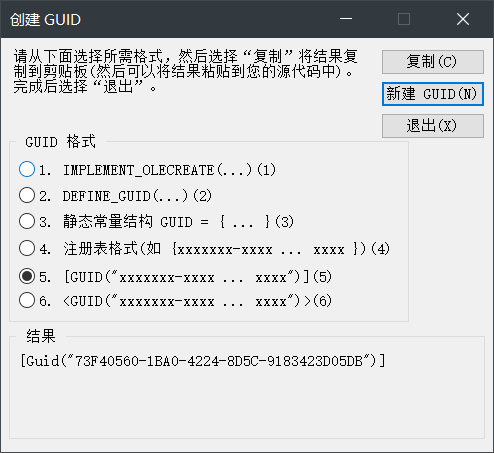 创建 GUID
请从下面选择所需格式，然后选择“复制”将结果复
制到剪贴板(然后可以将结果粘贴到您的源代码中)。
完成后选择“退出”。
复制(C)
新建 GUID(N)
退出(X)
GUID 格式
1. IMPLEMENT_OLECREATE(...)(1)
2. DEFINE_GUID(...)(2)
3. 静态常量结构 GUID = { ... }(3)
4. 注册表格式(如 {xxxxxxx-xxxx ... xxxx })(4)
5. [GUID("xxxxxxx-xxxx ... xxxx")](5)
6. <GUID("xxxxxxx-xxxx ... xxxx")>(6)
结果
[Guid("73F40560-1BA0-4224-8D5C-9183423D05DB")]